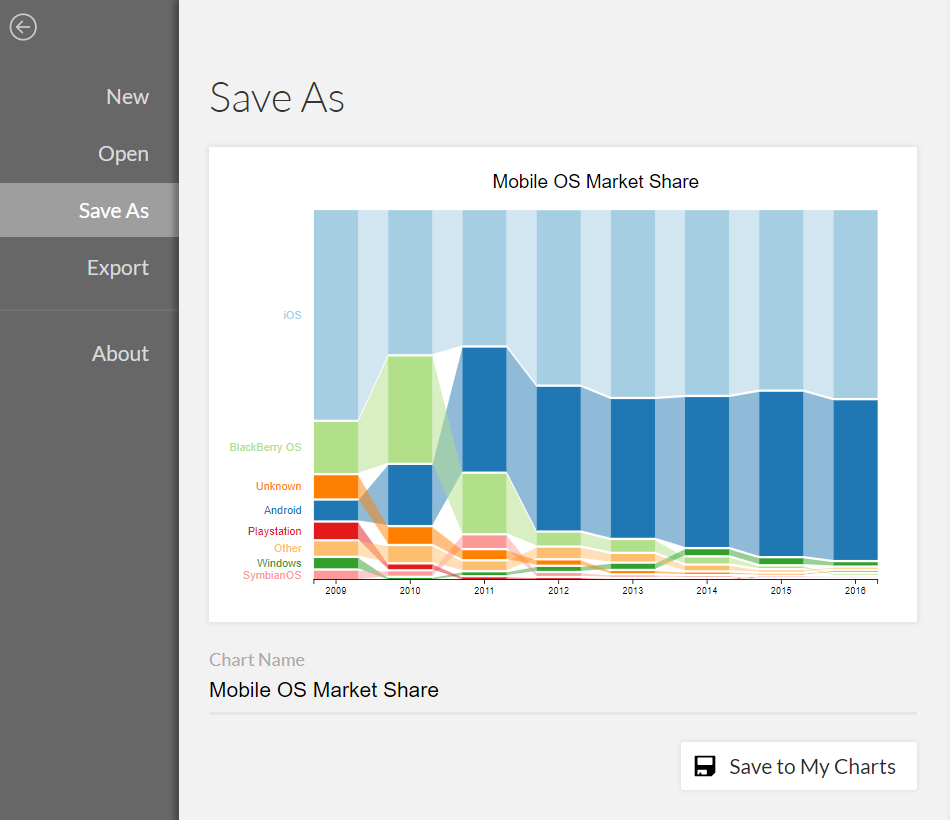 New
Open
Save As
Export
About
Save As
Mobile OS Market Share
iOS
BlackBerry OS
Unknown
Android
Playstation
Other
Windows
SymbianOS
2009 2010 2011 2012 2013 2014 2015 2016
Chart Name
Mobile OS Market Share
Save to My Charts